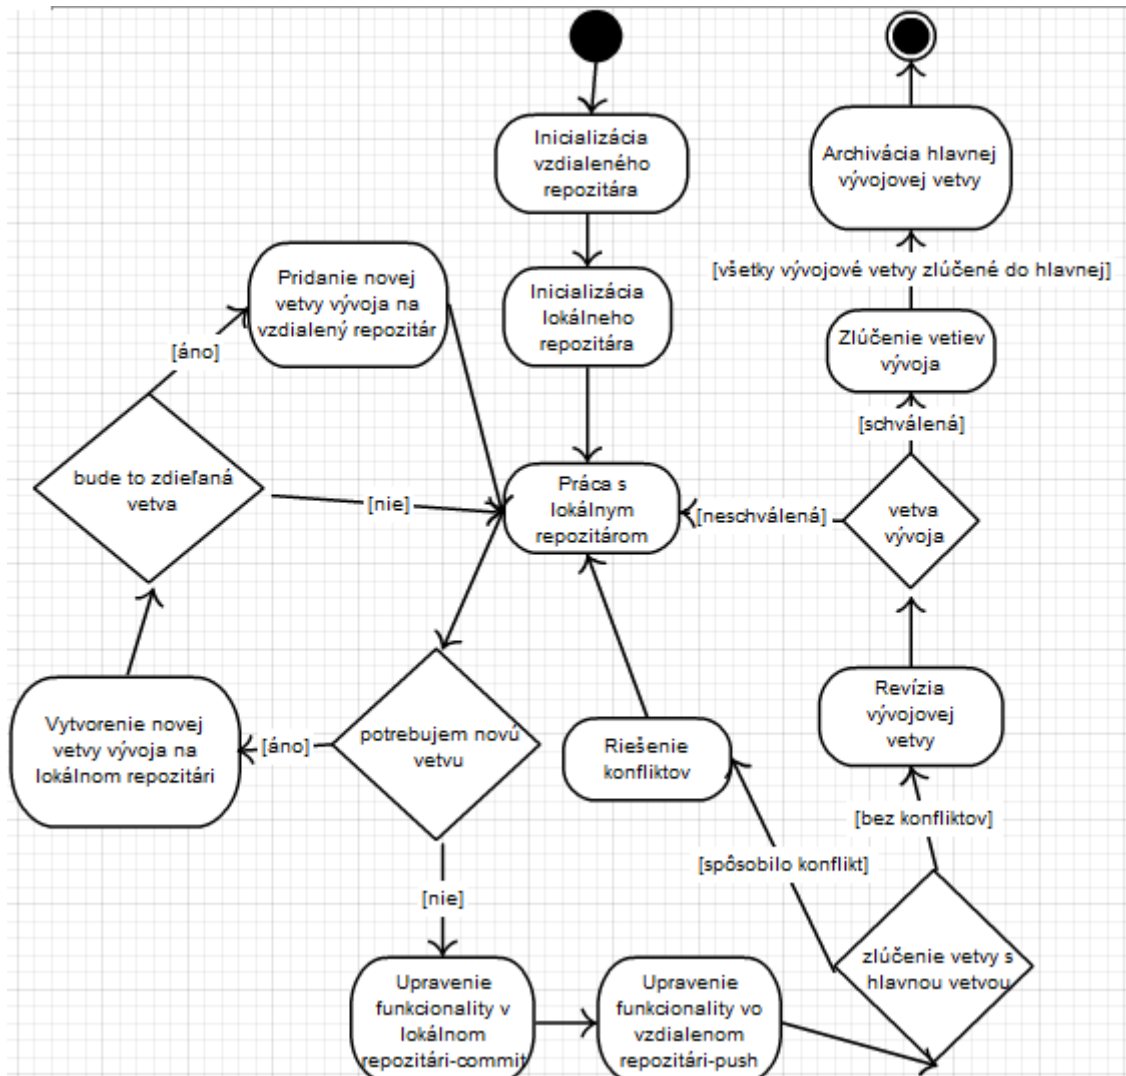 Inicializácia
vzdialeného
repozitára
Archivácia hlavnej
vývojovej vetvy
Pridanie novej
vetvy vývoja na
vzdialený repozitár
[všetky vývojové vetvy zlúčené do hlavnej]
Inicializácia
lokálneho
repozitára
Zlúčenie vetiev
vývoja
[áno]
[schválená]
bude to zdieľaná
vetva
[nie]
Práca s
lokálnym
repozitárom
[neschválená]
vetva
vývoja
Vytvorenie novej
vetvy vývoja na
lokálnom repozitári
[áno]
potrebujem novú
vetvu
Riešenie
konfliktov
Revízia
vývojovej
vetvy
[bez konfliktov]
[spôsobilo konflikt]
[nie]
zlúčenie vetvy s
hlavnou vetvou
Upravenie
funkcionality v
lokálnom
repozitári-commit
Upravenie
funkcionality vo
vzdialenom
repozitári-push